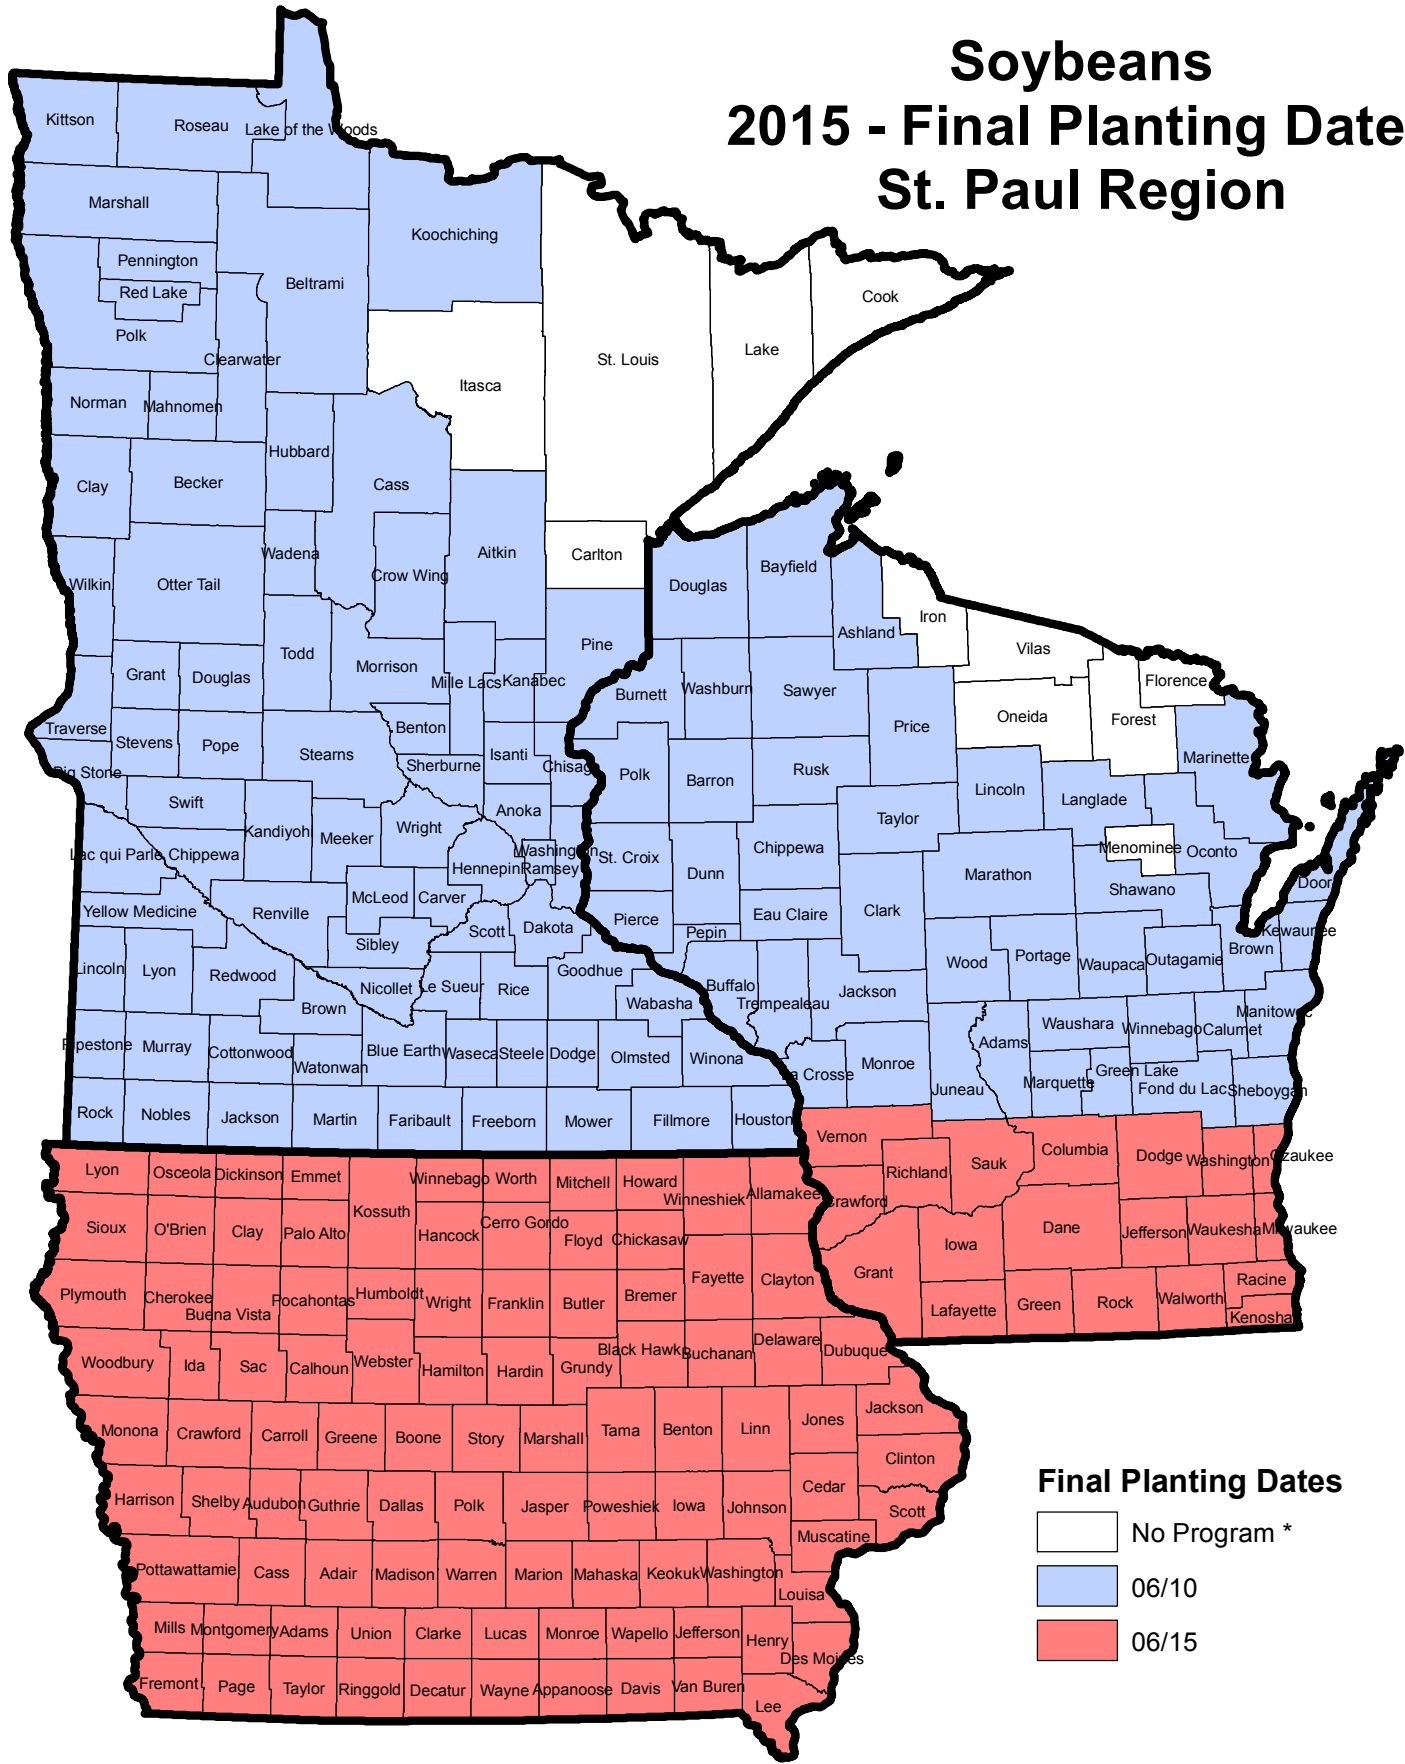 Soybeans
2015 - Final Planting Date
St. Paul Region
Kittson
Roseau
Lake of the Woods
Marshall
Koochiching
Pennington
Beltrami
Red Lake
Cook
Polk
Lake
Clearwater
St. Louis
Itasca
Norman
Mahnomen
Hubbard
Clay
Becker
Cass
Wadena
Aitkin
Carlton
Crow Wing
Bayfield
Wilkin
Otter Tail
Douglas
Iron
Ashland
Pine
Vilas
Todd
Morrison
Grant
Douglas
Mille Lacs
Kanabec
Burnett
Washburn
Sawyer
Florence
Oneida
Forest
Traverse
Benton
Price
Stevens
Pope
Stearns
Isanti
Marinette
Sherburne
Chisago
Big Stone
Polk
Barron
Rusk
Lincoln
Langlade
Swift
Anoka
Taylor
Kandiyohi
Meeker
Wright
Chippewa
Menominee
Oconto
Lac qui Parle
Chippewa
Washington
St. Croix
Hennepin
Ramsey
Dunn
Marathon
Shawano
Door
McLeod
Carver
Yellow Medicine
Renville
Clark
Pierce
Eau Claire
Scott
Dakota
Pepin
Kewaunee
Sibley
Brown
Lincoln
Lyon
Redwood
Goodhue
Wood
Portage
Waupaca
Outagamie
Nicollet
Le Sueur
Rice
Buffalo
Jackson
Wabasha
Trempealeau
Brown
Manitowoc
Waushara
Winnebago
Calumet
Pipestone
Murray
Cottonwood
Blue Earth
Waseca
Steele
Dodge
Olmsted
Winona
Adams
Watonwan
Monroe
La Crosse
Green Lake
Marquette
Juneau
Fond du Lac
Sheboygan
Rock
Nobles
Jackson
Martin
Faribault
Freeborn
Mower
Fillmore
Houston
Vernon
Columbia
Dodge
Washington
Ozaukee
Sauk
Richland
Lyon
Osceola
Dickinson
Emmet
Winnebago
Worth
Mitchell
Howard
Winneshiek
Allamakee
Crawford
Kossuth
Sioux
O'Brien
Clay
Palo Alto
Hancock
Cerro Gordo
Floyd
Chickasaw
Dane
Jefferson
Waukesha
Milwaukee
Iowa
Grant
Fayette
Clayton
Racine
Plymouth
Cherokee
Buena Vista
Pocahontas
Humboldt
Wright
Franklin
Butler
Bremer
Lafayette
Green
Rock
Walworth
Kenosha
Black Hawk
Buchanan
Delaware
Dubuque
Woodbury
Ida
Sac
Calhoun
Webster
Hamilton
Hardin
Grundy
Jackson
Monona
Crawford
Carroll
Greene
Boone
Story
Marshall
Tama
Benton
Linn
Jones
Clinton
Cedar
Harrison
Shelby
Audubon
Guthrie
Dallas
Polk
Jasper
Poweshiek
Iowa
Johnson
Scott
Muscatine
Pottawattamie
Cass
Adair
Madison
Warren
Marion
Mahaska
Keokuk
Washington
Louisa
Mills
Montgomery
Adams
Union
Clarke
Lucas
Monroe
Wapello
Jefferson
Henry
Des Moines
Fremont
Page
Taylor
Ringgold
Decatur
Wayne
Appanoose
Davis
Van Buren
Lee
Final Planting Dates
No Program *
06/10
06/15